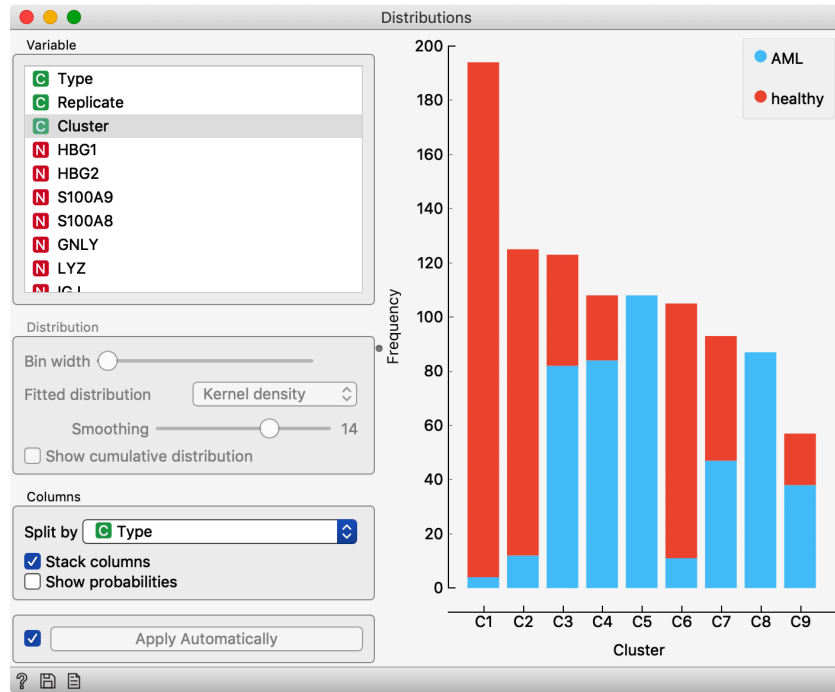 Distributions
Variable
C Type
C Replicate
C Cluster
N HBG1
N HBG2
N S100A9
N S100A8
N GNLY
N LYZ
Distribution
Bin width
Fitted distribution Kernel density
Smoothing 14
Show cumulative distribution
Columns
Split by C Type
Stack columns
Show probabilities
Apply Automatically
?
AML
healthy
200
180
160
140
120
100
80
60
40
20
0
Frequency
C1 C2 C3 C4 C5 C6 C7 C8 C9
Cluster